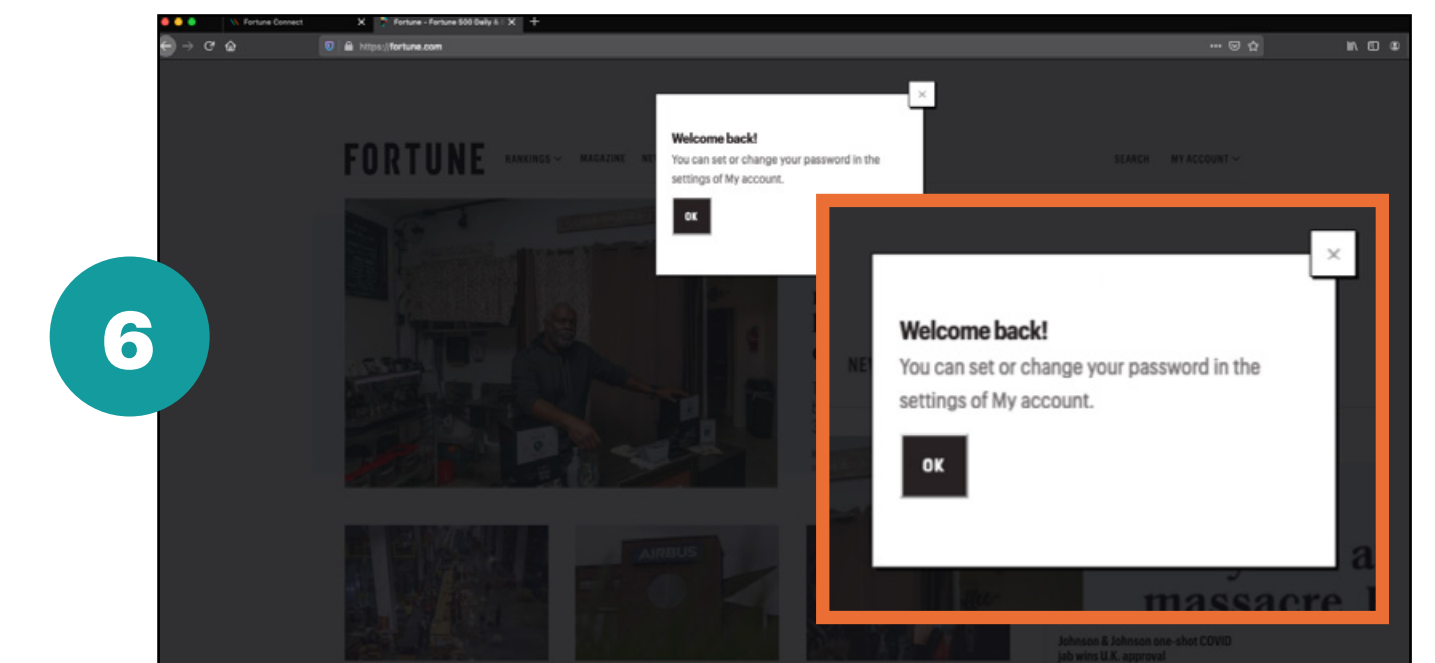 Fortune Connect
Fortune - Fortune 500 Daily &
https://fortune.com
Welcome back!
You can set or change your password in the
settings of My account.
OK
FORTUNE RANKINGS MAGAZINE
SEARCH MY ACCOUNT
6
Welcome back!
You can set or change your password in the
settings of My account.
OK
AIRBUS
massacre
Johnson & Johnson one-shot COVID
jab wins U.K. approval